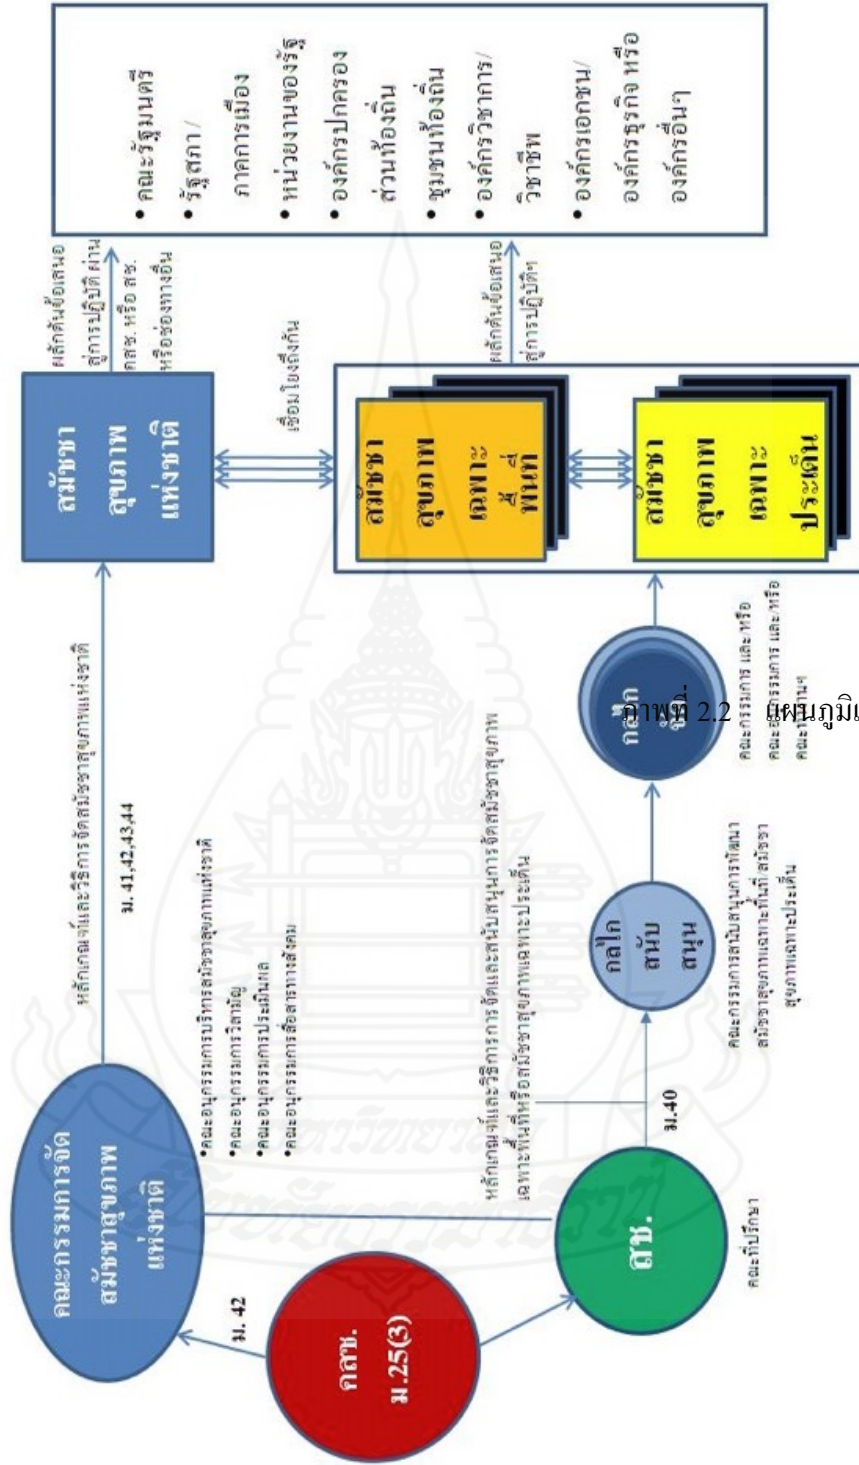 คสช.
ม.25(3)
ม. 42
คณะกรรมการจัด
สมัชชาสุขภาพ
แห่งชาติ
•คณะอนุกรรมการบริหารสมัชชาสุขภาพแห่งชาติ
•คณะอนุกรรมการวิชามัญ
•คณะอนุกรรมการประเมินผล
•คณะอนุกรรมการสื่อสารทางสังคม
หลักเกณฑ์และวิธีการจัดสมัชชาสุขภาพแห่งชาติ
ม. 41,42,43,44
สมัชชา
สุขภาพ
แห่งชาติ
ผลักดันข้อเสนอ
สู่การปฏิบัติ ผ่าน
คสช. หรือ สช.
หรือช่องทางอื่น
• คณะรัฐมนตรี
• รัฐสภา /
ภาคการเมือง
• หน่วยงานของรัฐ
• องค์กรปกครอง
ส่วนท้องถิ่น
• ชุมชนท้องถิ่น
• องค์กรวิชาการ/
วิชาชีพ
• องค์กรเอกชน/
องค์กรธุรกิจ หรือ
องค์กรอื่นๆ
เชื่อมโยงถึงกัน
สช.
คณะที่ปรึกษา
ม.40
หลักเกณฑ์และวิธีการการจัดและสนับสนุนการจัดสมัชชาสุขภาพ
เฉพาะพื้นที่หรือสมัชชาสุขภาพเฉพาะประเด็น
กลไก
สนับ
สนุน
คณะกรรมการสนับสนุนการพัฒนา
สมัชชาสุขภาพเฉพาะพื้นที่/สมัชชา
สุขภาพเฉพาะประเด็น
กลไก
คณะกรรมการ และ/หรือ
คณะอนุกรรมการ และ/หรือ
คณะทำงานฯ
สมัชชา
สุขภาพ
เฉพาะ
พื้นที่
สมัชชา
สุขภาพ
เฉพาะ
ประเด็น
ผลักดันข้อเสนอ
สู่การปฏิบัติฯ
ภาพที่ 2.2